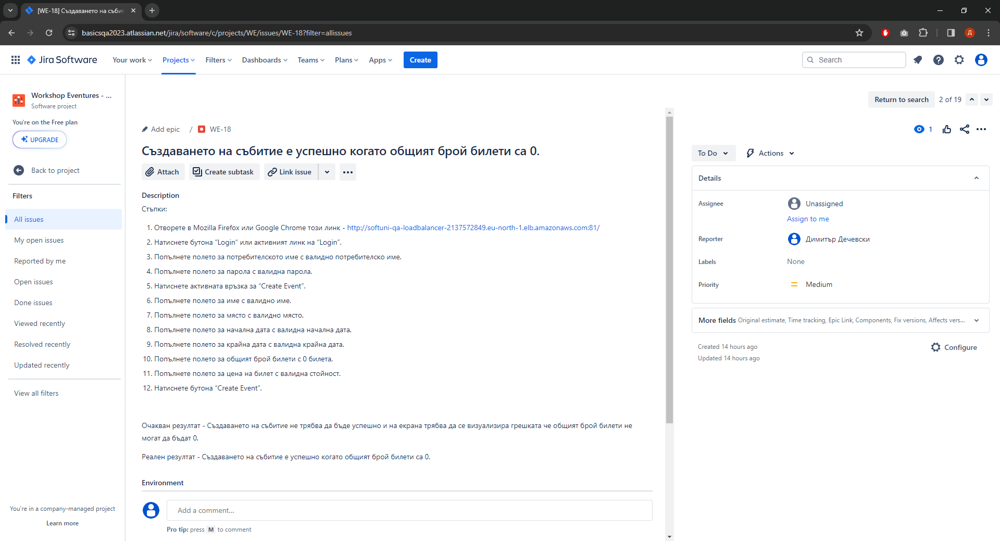 [WE-18] Създаването на съби
basicsqa2023.atlassian.net/jira/software/c/projects/WE/issues/WE-18?filter=allissues
Д
Jira Software
Your work
Projects
Filters
Dashboards
Teams
Plans
Apps
Create
Search
Workshop Eventures - ...
Software project
You're on the Free plan
UPGRADE
Back to project
Filters
All issues
My open issues
Reported by me
Open issues
Done issues
Viewed recently
Resolved recently
Updated recently
View all filters
You're in a company-managed project
Learn more
Return to search
2 of 19
Add epic / WE-18
1
Създаването на събитие е успешно когато общият брой билети са 0.
Attach
Create subtask
Link issue
Description
Стъпки:
1. Отворете в Mozilla Firefox или Google Chrome този линк - http://softuni-qa-loadbalancer-2137572849.eu-north-1.elb.amazonaws.com:81/
2. Натиснете бутона “Login” или активният линк на “Login”.
3. Попълнете полето за потребителското име с валидно потребителско име.
4. Попълнете полето за парола с валидна парола.
5. Натиснете активната връзка за “Create Event”.
6. Попълнете полето за име с валидно име.
7. Попълнете полето за място с валидно място.
8. Попълнете полето за начална дата с валидна начална дата.
9. Попълнете полето за крайна дата с валидна крайна дата.
10. Попълнете полето за общият брой билети с 0 билета.
11. Попълнете полето за цена на билет с валидна стойност.
12. Натиснете бутона “Create Event”.
Очакван резултат - Създаването на събитие не трябва да бъде успешно и на екрана трябва да се визуализира грешката че общият брой билети не
могат да бъдат 0.
Реален резултат - Създаването на събитие е успешно когато общият брой билети са 0.
Environment
Add a comment...
Pro tip: press M to comment
To Do
Actions
Details
Assignee
Unassigned
Assign to me
Reporter
Димитър Дечевски
Labels
None
Priority
Medium
More fields Original estimate, Time tracking, Epic Link, Components, Fix versions, Affects vers...
Created 14 hours ago
Updated 14 hours ago
Configure